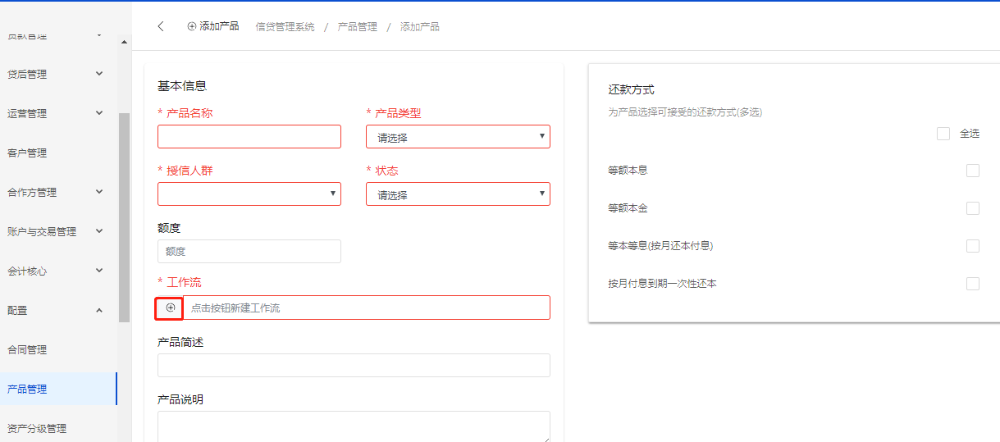 贷款管理
贷后管理
运营管理
客户管理
合作方管理
账户与交易管理
会计核心
配置
合同管理
产品管理
资产分级管理
添加产品 信贷管理系统 / 产品管理 / 添加产品
基本信息
* 产品名称 * 产品类型
请选择
* 授信人群 * 状态
请选择
额度
额度
* 工作流
点击按钮新建工作流
产品简述
产品说明
还款方式
为产品选择可接受的还款方式(多选)
全选
等额本息
等额本金
等本等息(按月还本付息)
按月付息到期一次性还本